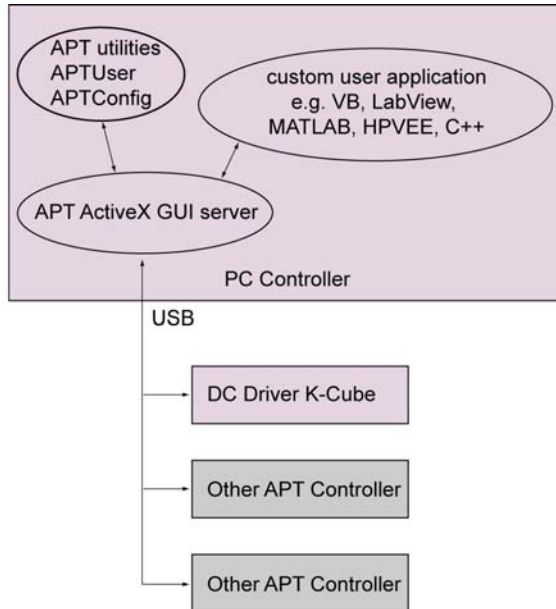 APT utilities
APTUser
APTConfig
custom user application
e.g. VB, LabView,
MATLAB, HPVEE, C++
APT ActiveX GUI server
PC Controller
USB
DC Driver K-Cube
Other APT Controller
Other APT Controller